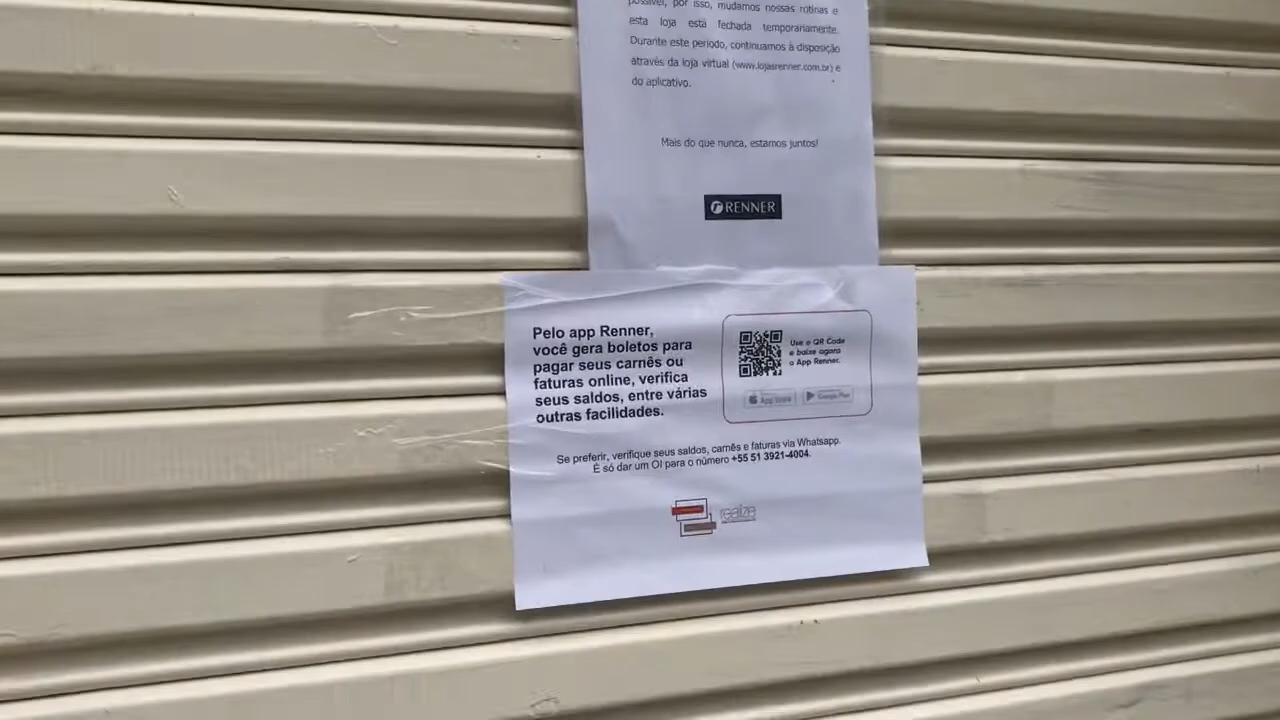 possível, por isso, mudamos nossas rotinas e
esta loja está fechada temporariamente.
Durante este período, continuamos à disposição
através da loja virtual (www.lojasrenner.com.br) e
do aplicativo.
Mais do que nunca, estamos juntos!
RENNER
Pelo app Renner,
você gera boletos para
pagar seus carnês ou
faturas online, verifica
seus saldos, entre várias
outras facilidades.
Use o QR Code
e baixe agora
o App Renner.
App Store
Google Play
Se preferir, verifique seus saldos, carnês e faturas via Whatsapp.
É só dar um OI para o número +55 51 3921-4004.
realize